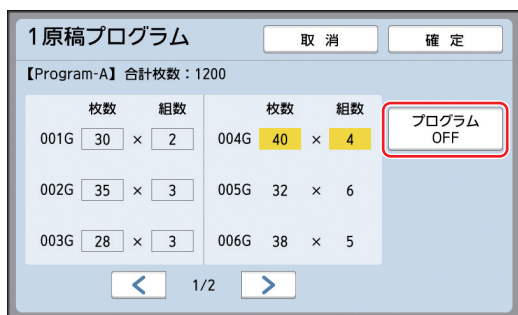 1原稿プログラム
取 消
確 定
【Program-A】合計枚数：1200
枚数 組数 枚数 組数
001G 30 × 2 004G 40 × 4
プログラム
OFF
002G 35 × 3 005G 32 × 6
003G 28 × 3 006G 38 × 5
< 1/2 >